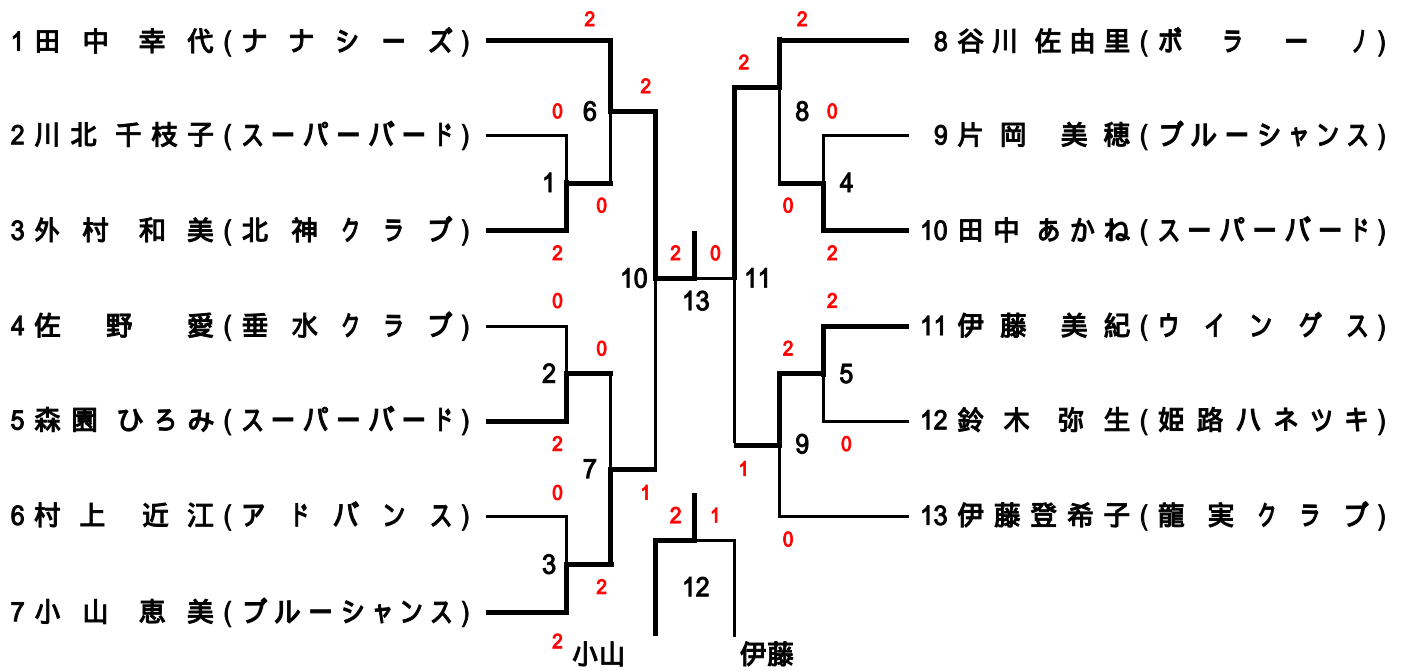 2 2
1 田中 幸代(ナナシーズ) 8 谷川 佐由里(ボラーノ)
2 2
0 6 8 0
2 川北 千枝子(スーパーバード) 9 片岡 美穂(ブルーシャンス)
1 4
0 0
3 外村 和美(北神クラブ) 10 田中 あかね(スーパーバード)
2 2 0 2
10 11
13
0 2
4 佐野 愛(垂水クラブ) 11 伊藤 美紀(ウイングス)
0 2
2 5
5 森園 ひろみ(スーパーバード) 12 鈴木 弥生(姫路ハネツキ)
2 9 0
7 1
0 1
6 村上 近江(アドバンス) 2 1 13 伊藤登希子(龍実クラブ)
0
3
2 12
7 小山 恵美(ブルーシャンス)
2 小山 伊藤